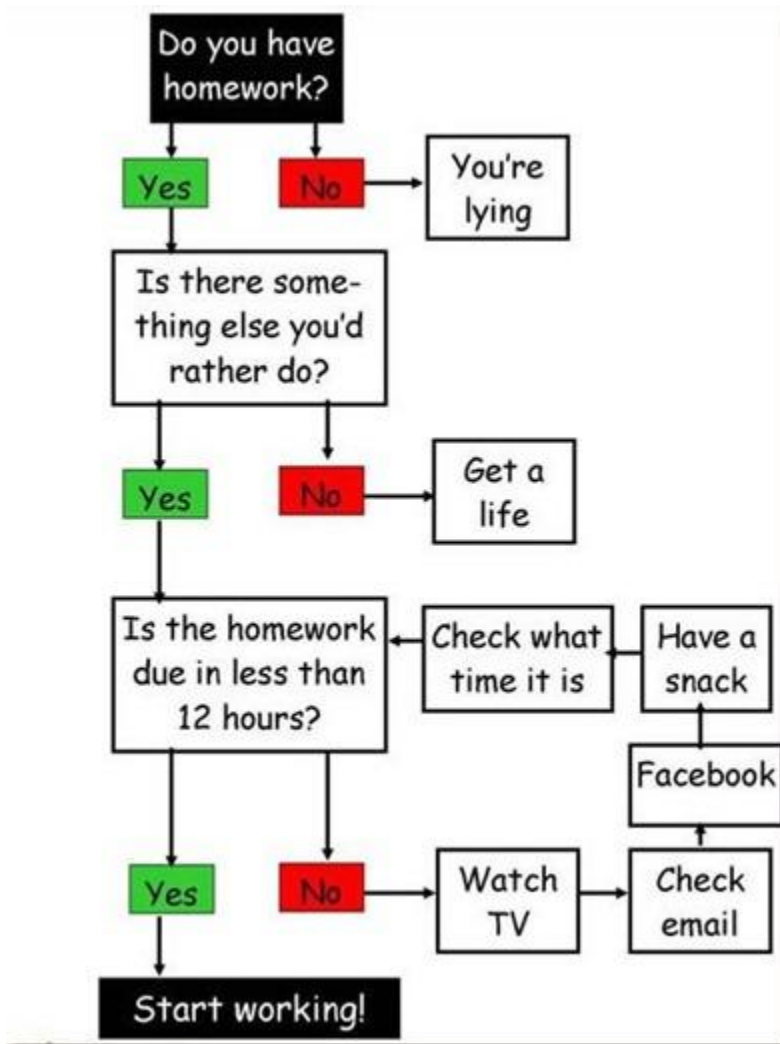 Do you have
homework?
Yes
No
You're
lying
Is there some-
thing else you'd
rather do?
Yes
No
Get a
life
Is the homework
due in less than
12 hours?
Check what
time it is
Have a
snack
Facebook
Yes
No
Watch
TV
Check
email
Start working!